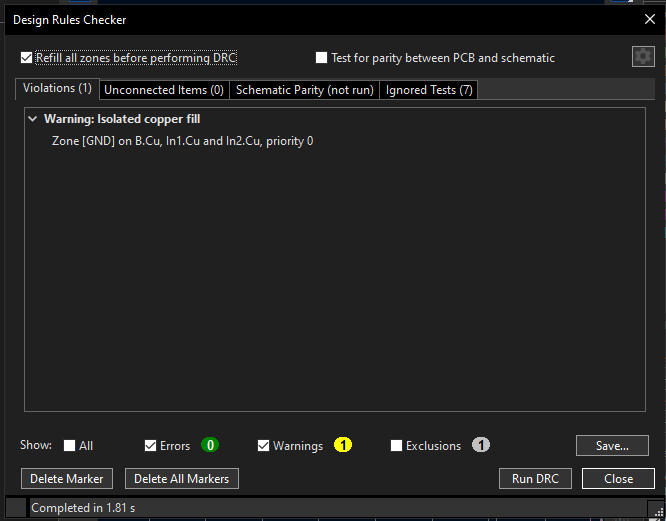 Design Rules Checker
Refill all zones before performing DRC
Test for parity between PCB and schematic
Violations (1)
Unconnected Items (0)
Schematic Parity (not run)
Ignored Tests (7)
Warning: Isolated copper fill
Zone [GND] on B.Cu, In1.Cu and In2.Cu, priority 0
Show:
All
Errors
0
Warnings
1
Exclusions
1
Save...
Delete Marker
Delete All Markers
Run DRC
Close
Completed in 1.81 s